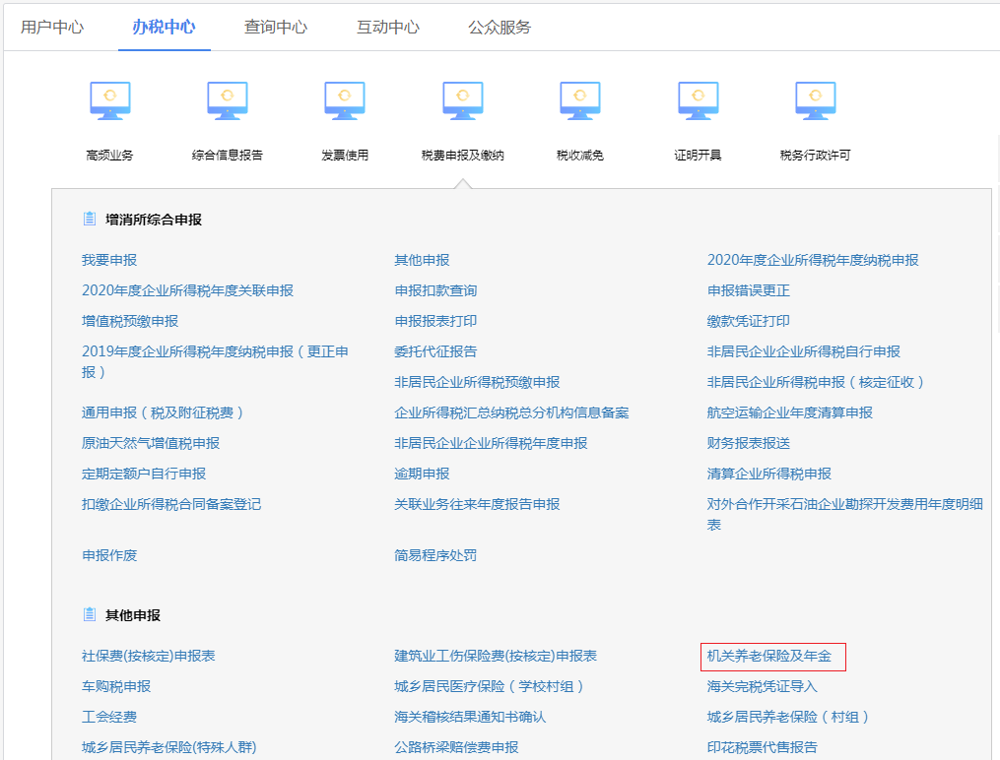 用户中心 办税中心 查询中心 互动中心 公众服务
高频业务 综合信息报告 发票使用 税费申报及缴纳 税收减免 证明开具 税务行政许可
增消所综合申报
我要申报 其他申报 2020年度企业所得税年度纳税申报
2020年度企业所得税年度关联申报 申报扣款查询 申报错误更正
增值税预缴申报 申报报表打印 缴款凭证打印
2019年度企业所得税年度纳税申报（更正申 委托代征报告 非居民企业企业所得税自行申报
报）
非居民企业所得税预缴申报 非居民企业所得税申报（核定征收）
通用申报（税及附征税费） 企业所得税汇总纳税总分机构信息备案 航空运输企业年度清算申报
原油天然气增值税申报 非居民企业企业所得税年度申报 财务报表报送
定期定额户自行申报 逾期申报 清算企业所得税申报
扣缴企业所得税合同备案登记 关联业务往来年度报告申报 对外合作开采石油企业勘探开发费用年度明细
表
申报作废 简易程序处罚
其他申报
社保费(按核定)申报表 建筑业工伤保险费(按核定)申报表 机关养老保险及年金
车购税申报 城乡居民医疗保险（学校村组） 海关完税凭证导入
工会经费 海关稽核结果通知书确认 城乡居民养老保险（村组）
城乡居民养老保险(特殊人群) 公路桥梁赔偿费申报 印花税票代售报告